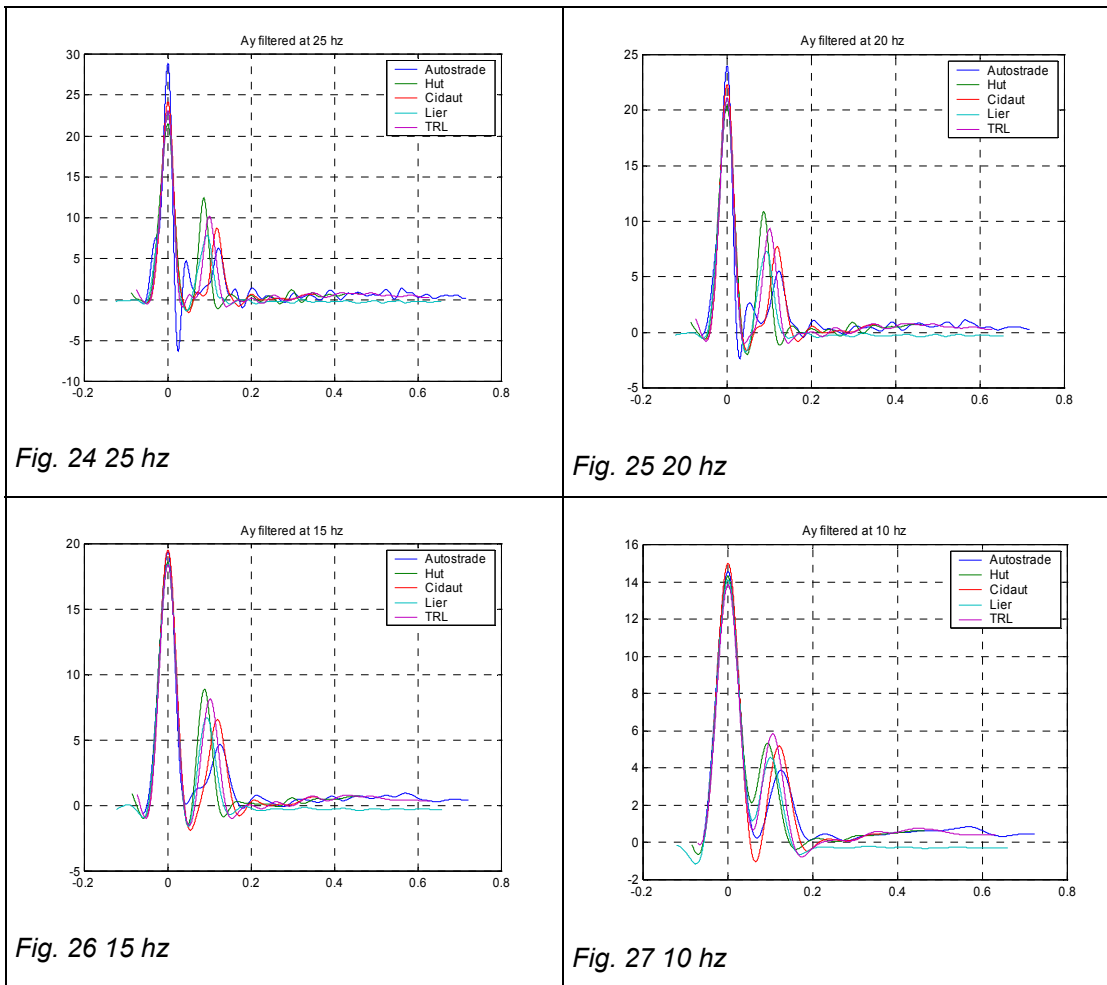 Ay filtered at 25 hz
30
25
20
15
10
5
0
-5
-10
-0.2 0 0.2 0.4 0.6 0.8
Autostrade
Hut
Cidaut
Lier
TRL
Fig. 24 25 hz
Ay filtered at 20 hz
25
20
15
10
5
0
-5
-0.2 0 0.2 0.4 0.6 0.8
Autostrade
Hut
Cidaut
Lier
TRL
Fig. 25 20 hz
Ay filtered at 15 hz
20
15
10
5
0
-5
-0.2 0 0.2 0.4 0.6 0.8
Autostrade
Hut
Cidaut
Lier
TRL
Fig. 26 15 hz
Ay filtered at 10 hz
16
14
12
10
8
6
4
2
0
-2
-0.2 0 0.2 0.4 0.6 0.8
Autostrade
Hut
Cidaut
Lier
TRL
Fig. 27 10 hz